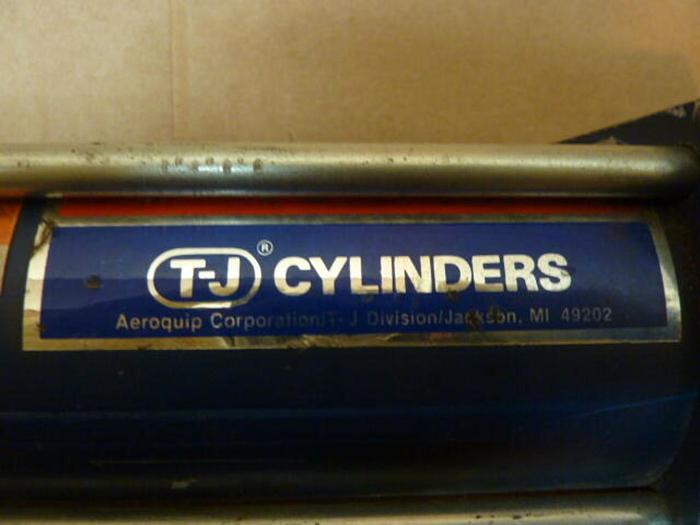 T-J® CYLINDERS
Aeroquip Corporation/T-J Division/Jackson, MI 49202